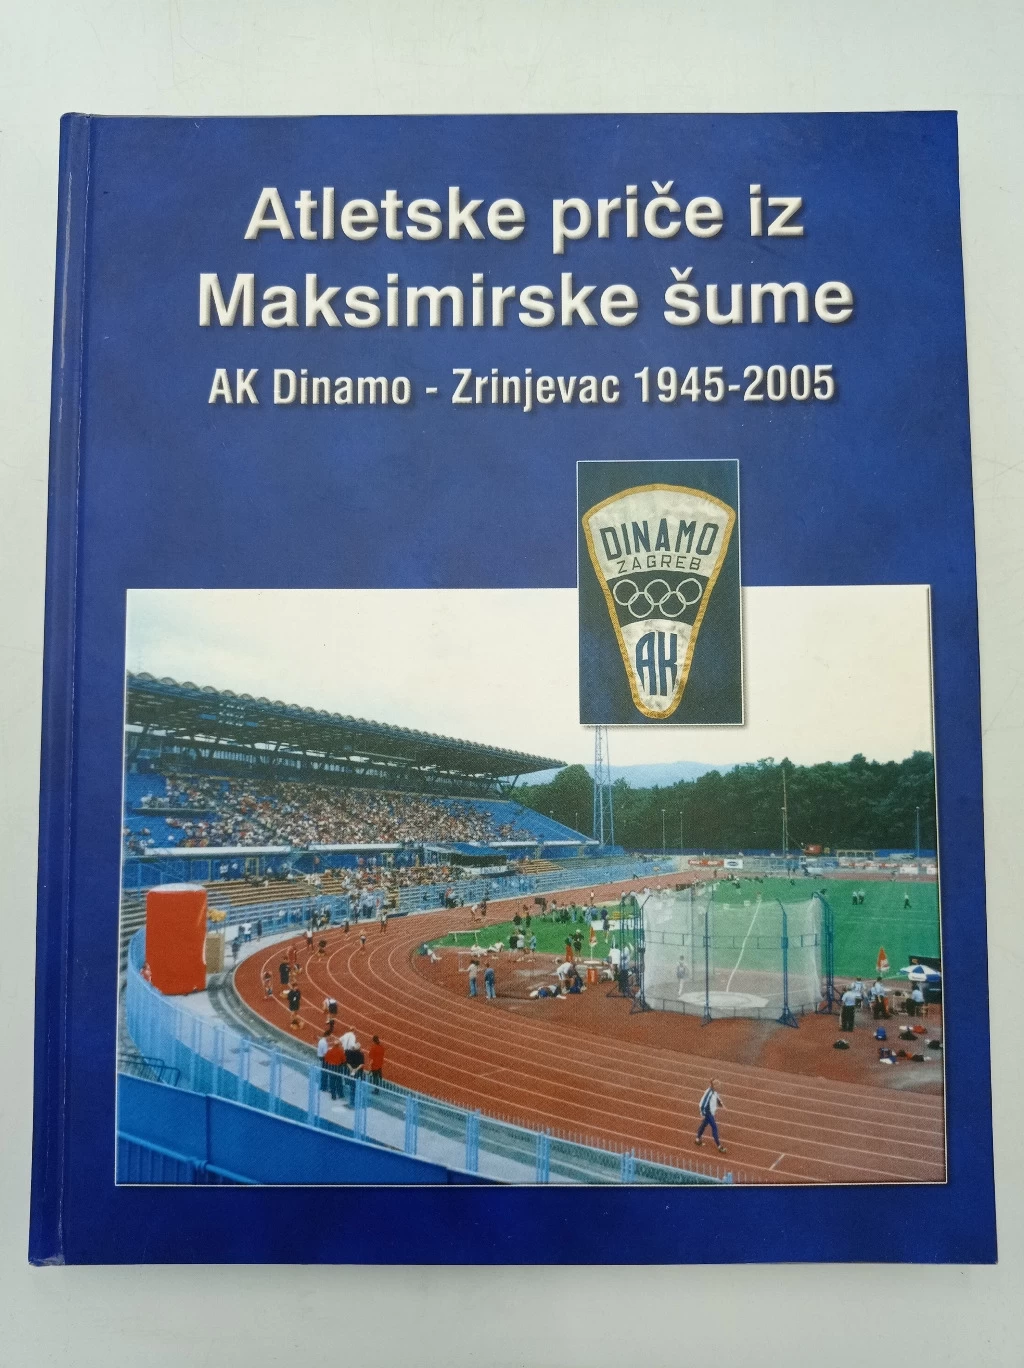 Atletske priče iz
Maksimirske šume
AK Dinamo - Zrinjevac 1945-2005
DINAMO
ZAGREB
AK